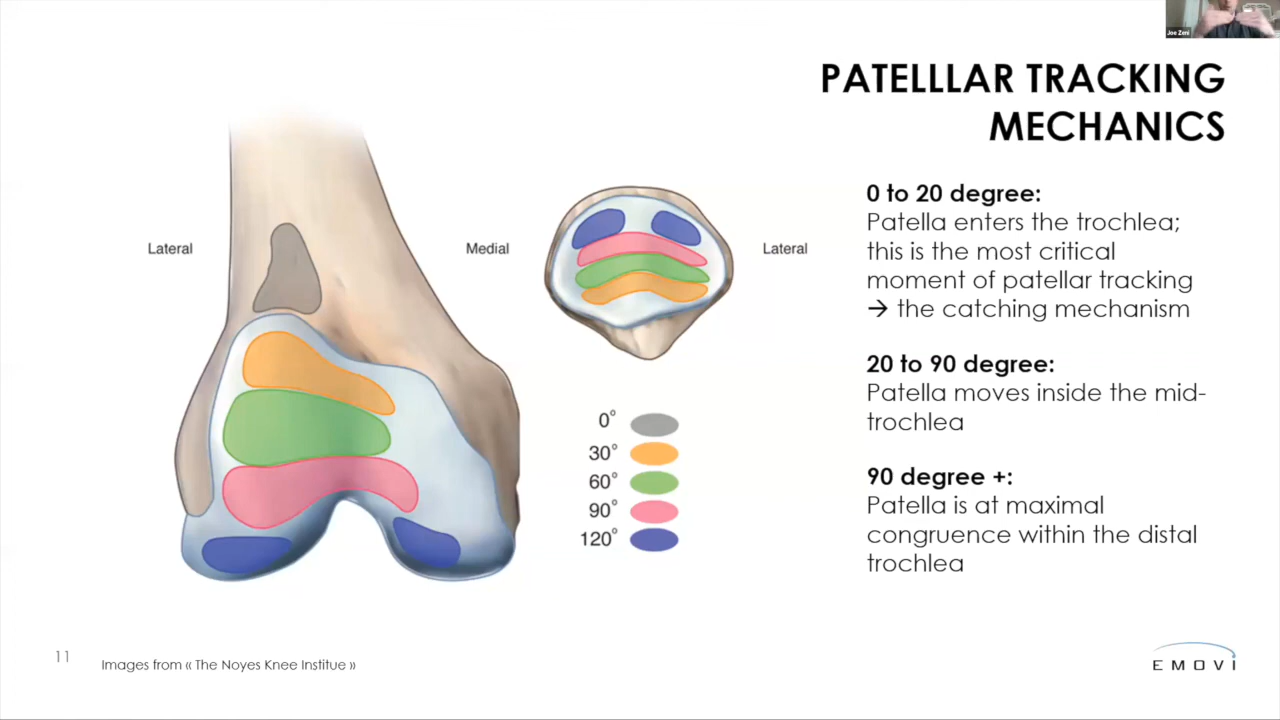 Joe Zeni
PATELLLAR TRACKING
MECHANICS
Lateral
Medial
Lateral
0°
30°
60°
90°
120°
0 to 20 degree:
Patella enters the trochlea;
this is the most critical
moment of patellar tracking
→ the catching mechanism
20 to 90 degree:
Patella moves inside the mid-
trochlea
90 degree +:
Patella is at maximal
congruence within the distal
trochlea
11
Images from « The Noyes Knee Institue »
EMOVI